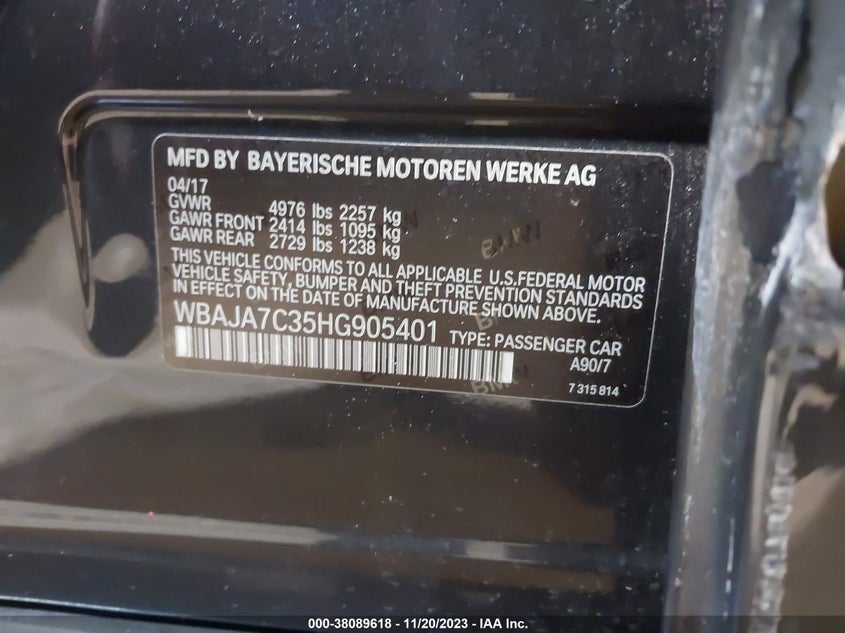 MFD BY BAYERISCHE MOTOREN WERKE AG
04/17
GVWR 4976 lbs 2257 kg
GAWR FRONT 2414 lbs 1095 kg
GAWR REAR 2729 lbs 1238 kg
THIS VEHICLE CONFORMS TO ALL APPLICABLE U.S.FEDERAL MOTOR
VEHICLE SAFETY, BUMPER AND THEFT PREVENTION STANDARDS
IN EFFECT ON THE DATE OF MANUFACTURE SHOWN ABOVE.
WBAJA7C35HG905401 TYPE: PASSENGER CAR
A90/7
7 315 814
000-38089618 - 11/20/2023 - IAA Inc.